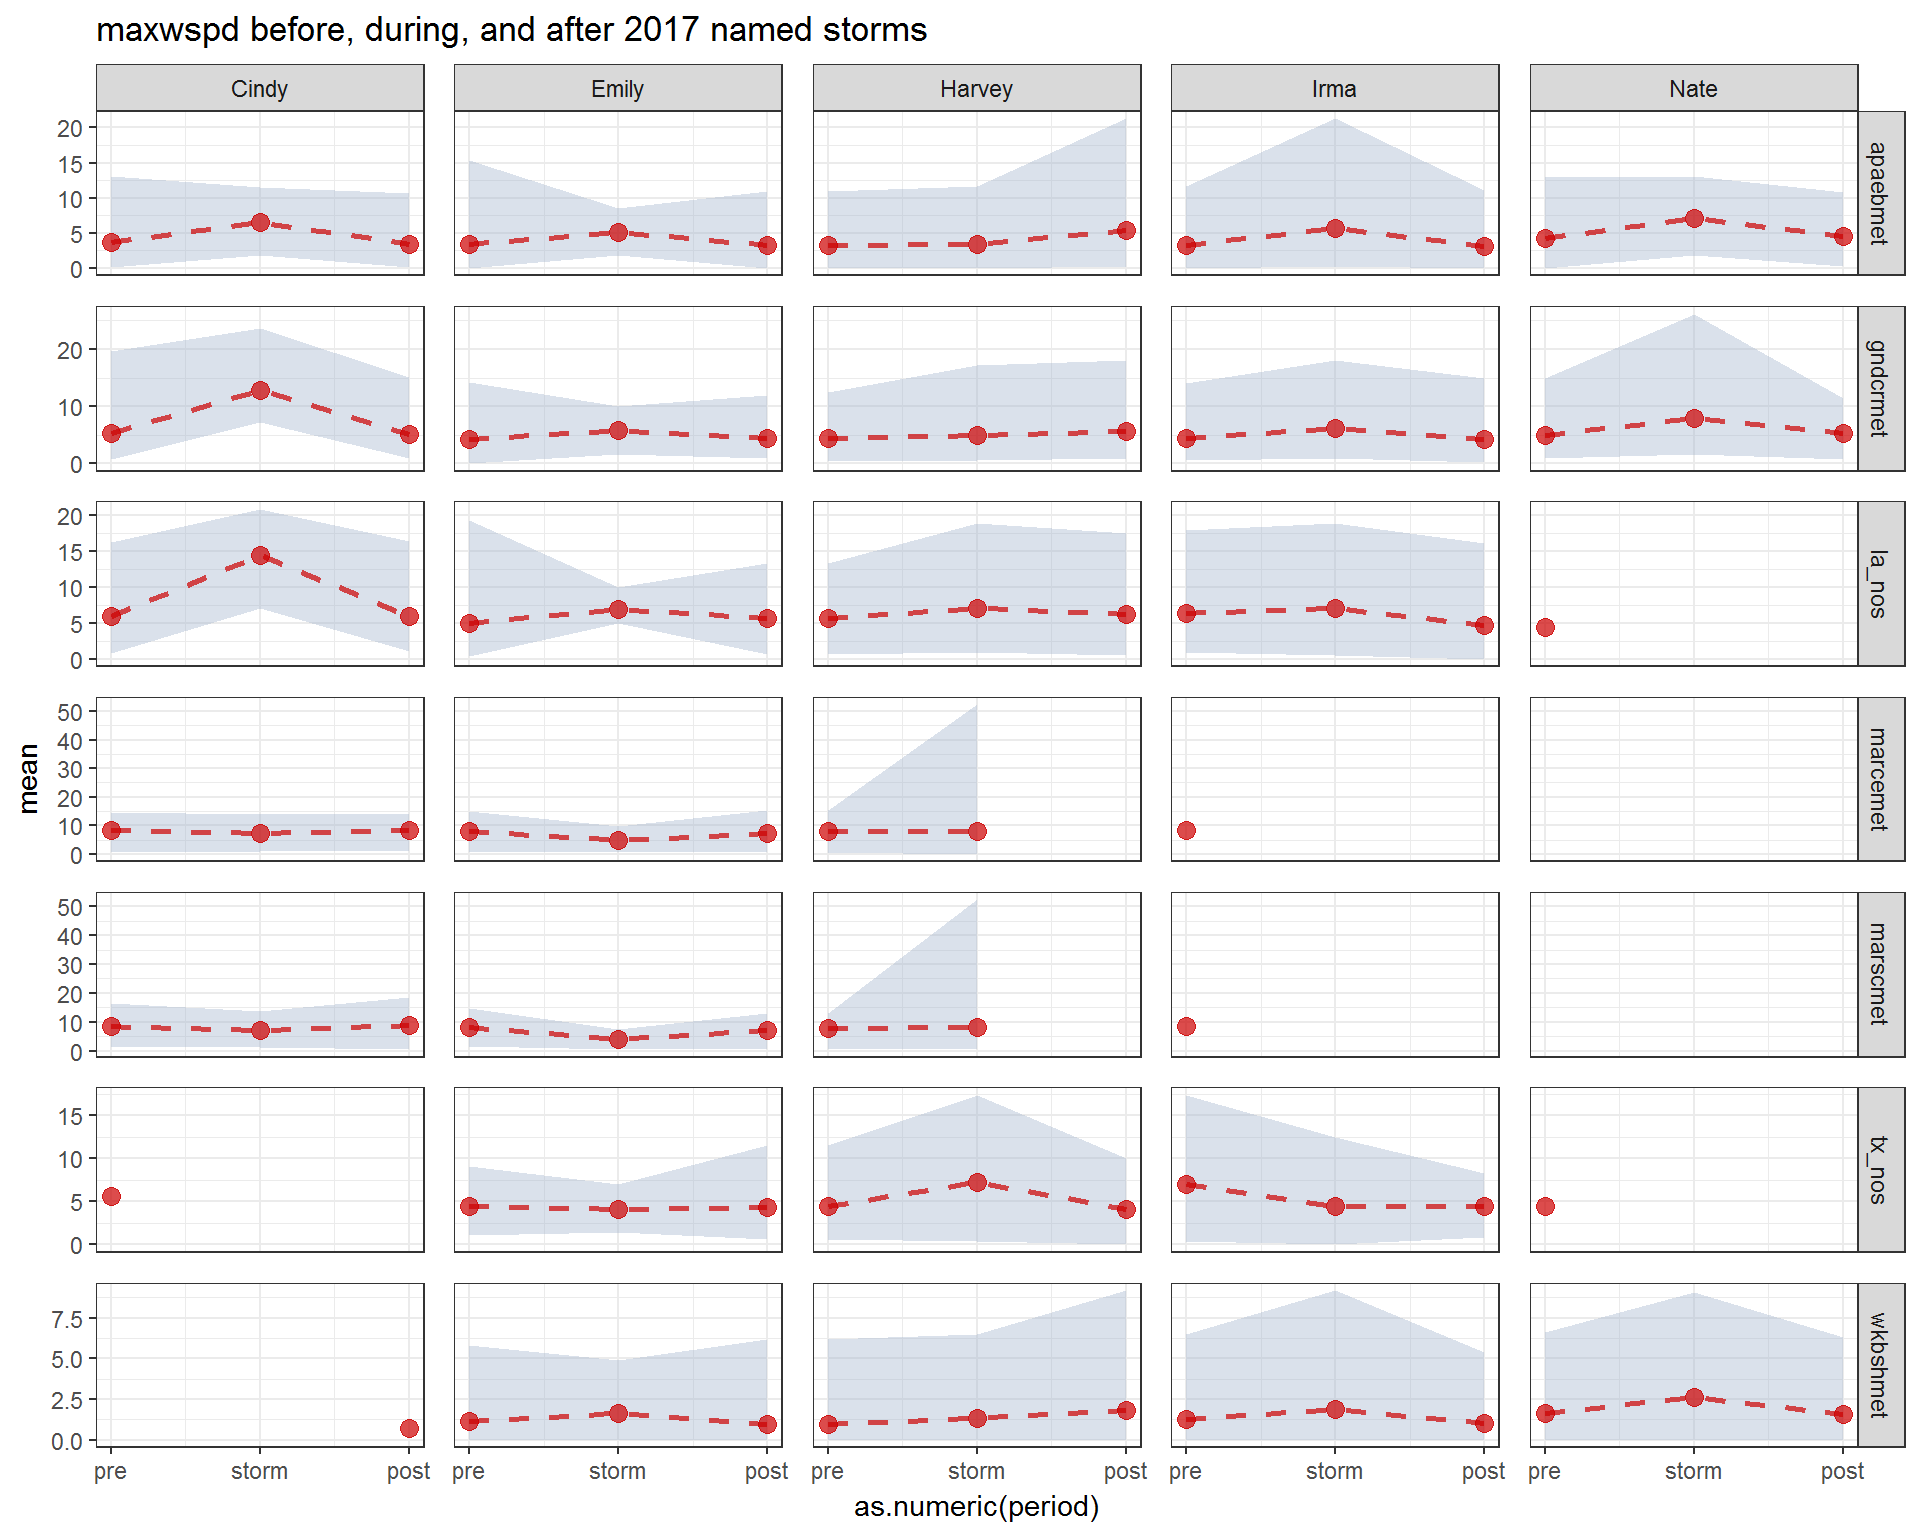 maxwspd before, during, and after 2017 named storms
Cindy
Emily
Harvey
Irma
Nate
20
15
10
5
0
apaebmet
20
10
0
gndcrmet
20
15
10
5
0
la_nos
50
40
30
20
10
0
marcemet
50
40
30
20
10
0
marscmet
15
10
5
0
tx_nos
7.5
5.0
2.5
0.0
wkbshmet
mean
pre storm post
pre storm post
pre storm post
pre storm post
pre storm post
as.numeric(period)